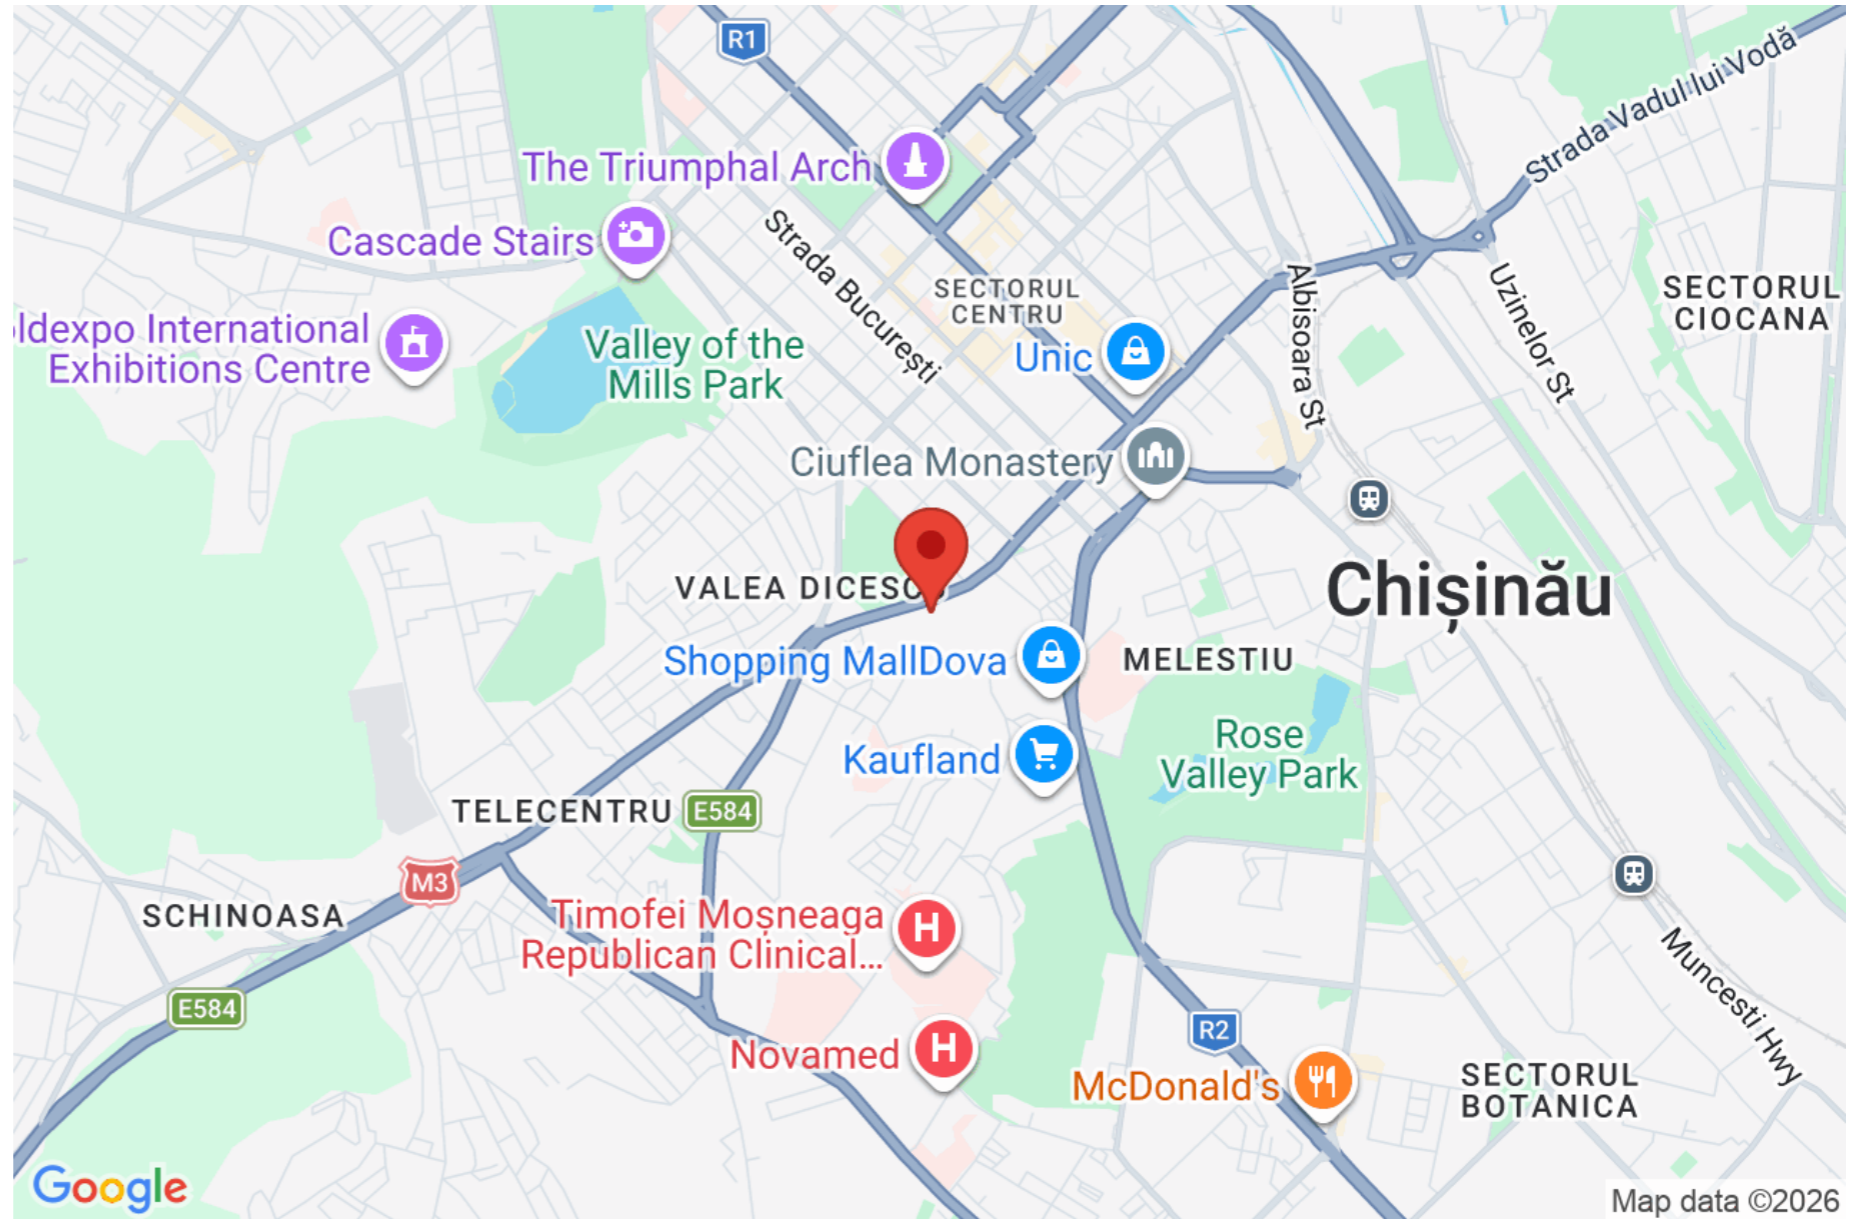 R1
Strada Vadul lui Vodă
The Triumphal Arch
Cascade Stairs
Strada București
SECTORUL
CENTRU
Albisoara St
Uzinelor St
SECTORUL
CIOCANA
ldexpo International
Exhibitions Centre
Valley of the
Mills Park
Unic
Ciuflea Monastery
VALEA DICESC
Chișinău
Shopping MallDova
MELESTIU
Kaufland
Rose
Valley Park
TELECENTRU
E584
M3
SCHINOASA
Timofei Moșneaga
Republican Clinical...
H
E584
Muncesti Hwy
R2
Novamed
H
McDonald's
SECTORUL
BOTANICA
Google
Map data ©2026